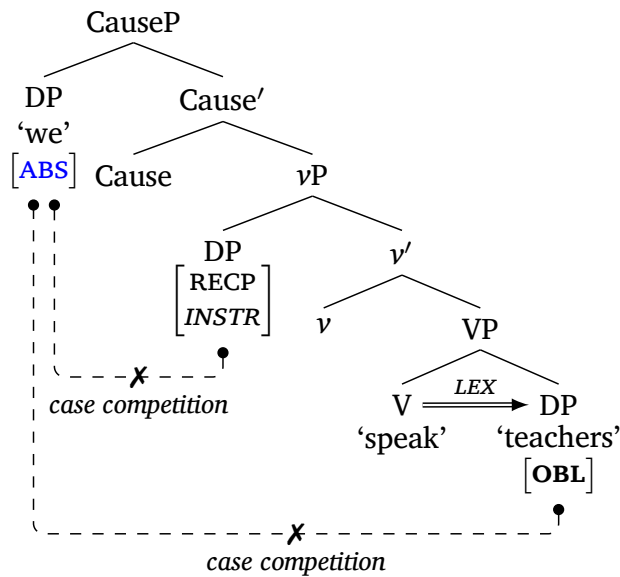 CauseP
DP
Cause′
‘we’
[ABS]
Cause
vP
DP
v′
[RECP
INSTR]
v
VP
✗
case competition
V
LEX
DP
‘speak’
‘teachers’
[OBL]
✗
case competition